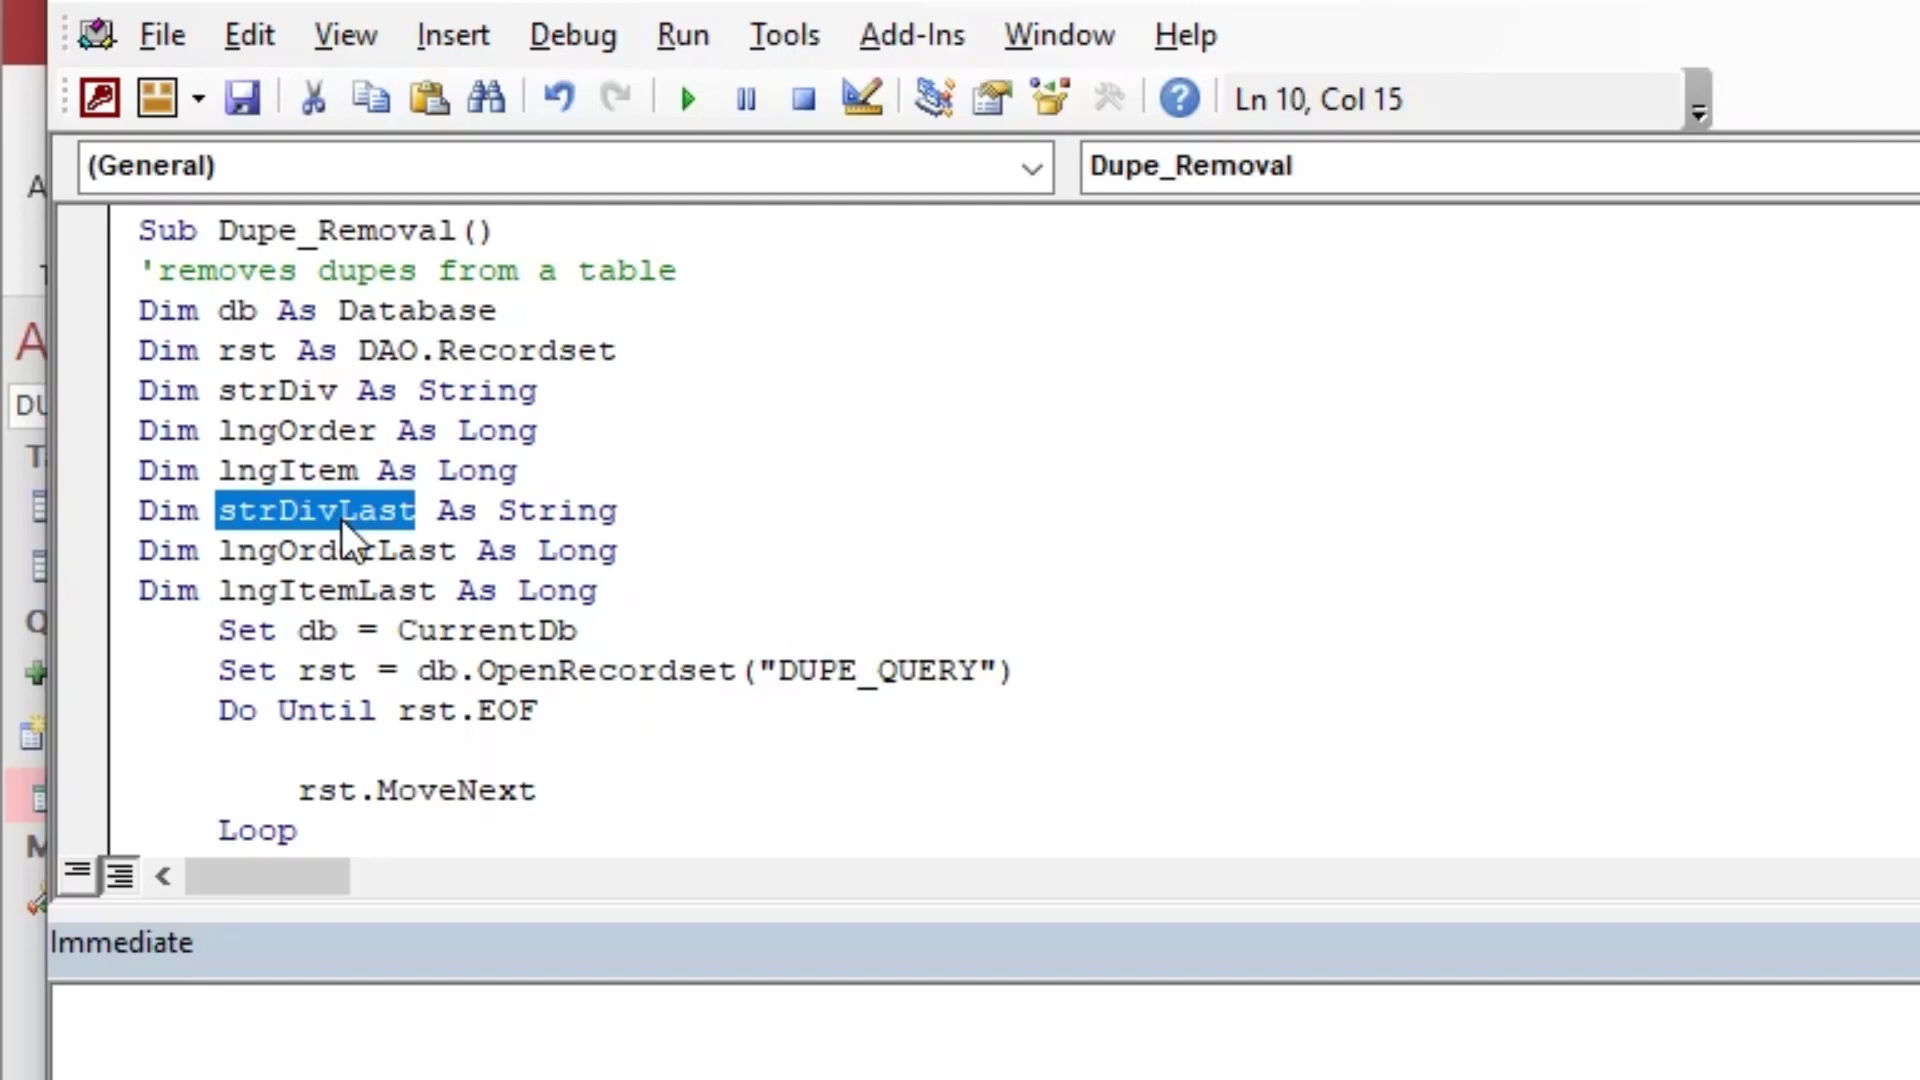 File Edit View Insert Debug Run Tools Add-Ins Window Help
Ln 10, Col 15
(General) Dupe_Removal
Sub Dupe_Removal()
'removes dupes from a table
Dim db As Database
Dim rst As DAO.Recordset
Dim strDiv As String
Dim lngOrder As Long
Dim lngItem As Long
Dim strDivLast As String
Dim lngOrderLast As Long
Dim lngItemLast As Long
Set db = CurrentDb
Set rst = db.OpenRecordset("DUPE_QUERY")
Do Until rst.EOF
rst.MoveNext
Loop
Immediate